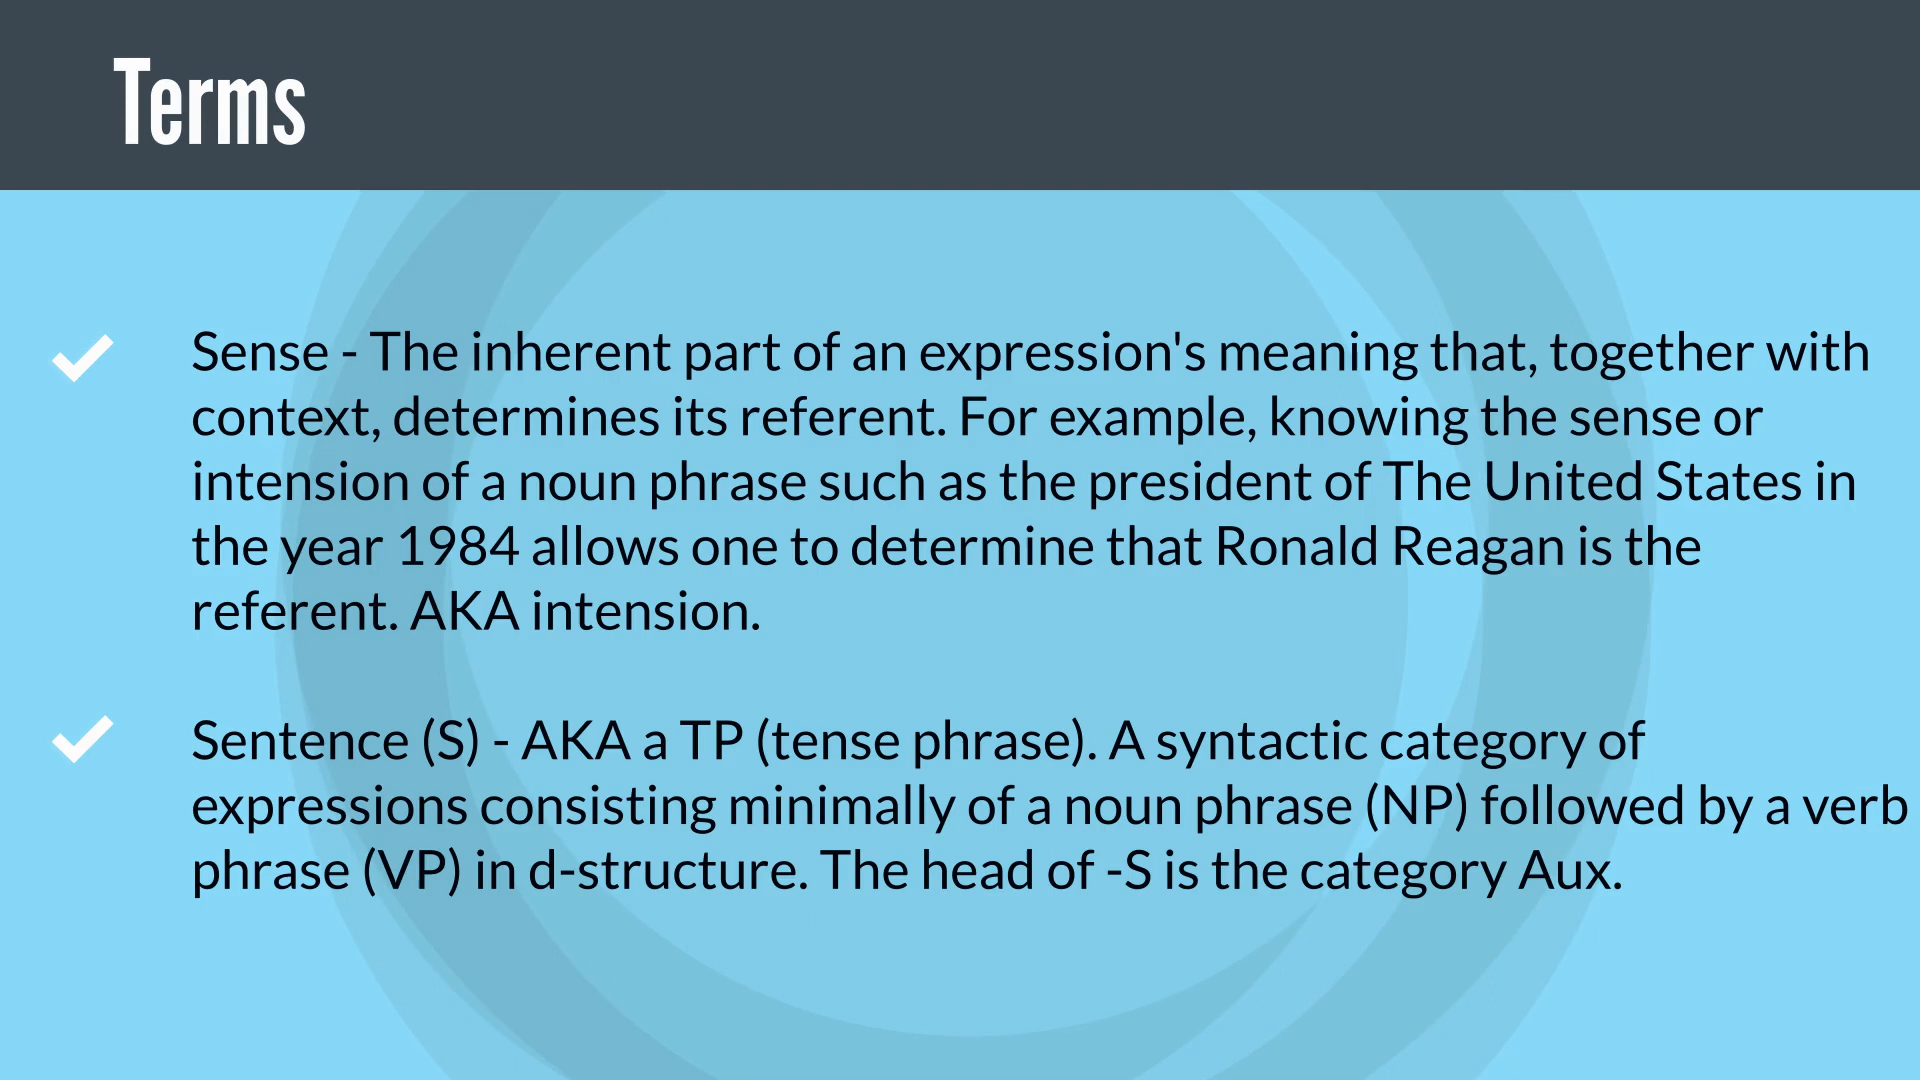 Terms
Sense - The inherent part of an expression's meaning that, together with
context, determines its referent. For example, knowing the sense or
intension of a noun phrase such as the president of The United States in
the year 1984 allows one to determine that Ronald Reagan is the
referent. AKA intension.
Sentence (S) - AKA a TP (tense phrase). A syntactic category of
expressions consisting minimally of a noun phrase (NP) followed by a verb
phrase (VP) in d-structure. The head of -S is the category Aux.